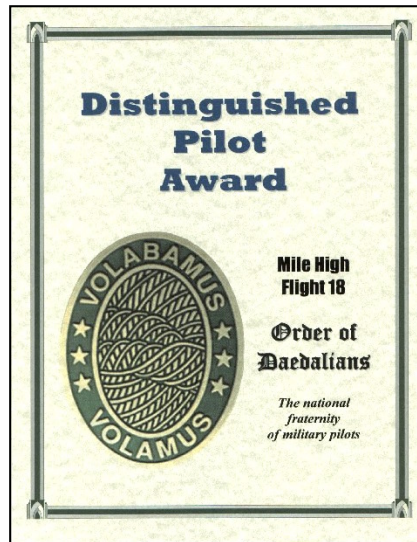 Distinguished
Pilot
Award
VOLABAMUS
VOLAMUS
Mile High
Flight 18
Order of
Daedalians
The national
fraternity
of military pilots